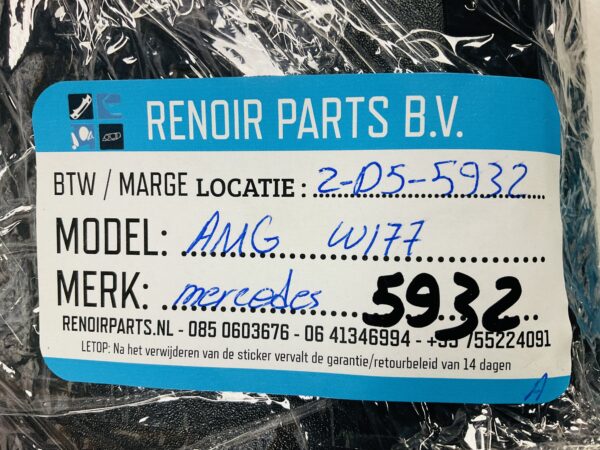 RENOIR PARTS B.V.
BTW / MARGE LOCATIE : 2-D5-5932
MODEL: AMG W177
MERK: mercedes 5932
RENOIRPARTS.NL - 085 0603676 - 06 41346994 - 755224091
LETOP: Na het verwijderen van de sticker vervalt de garantie/retourbeleid van 14 dagen
A